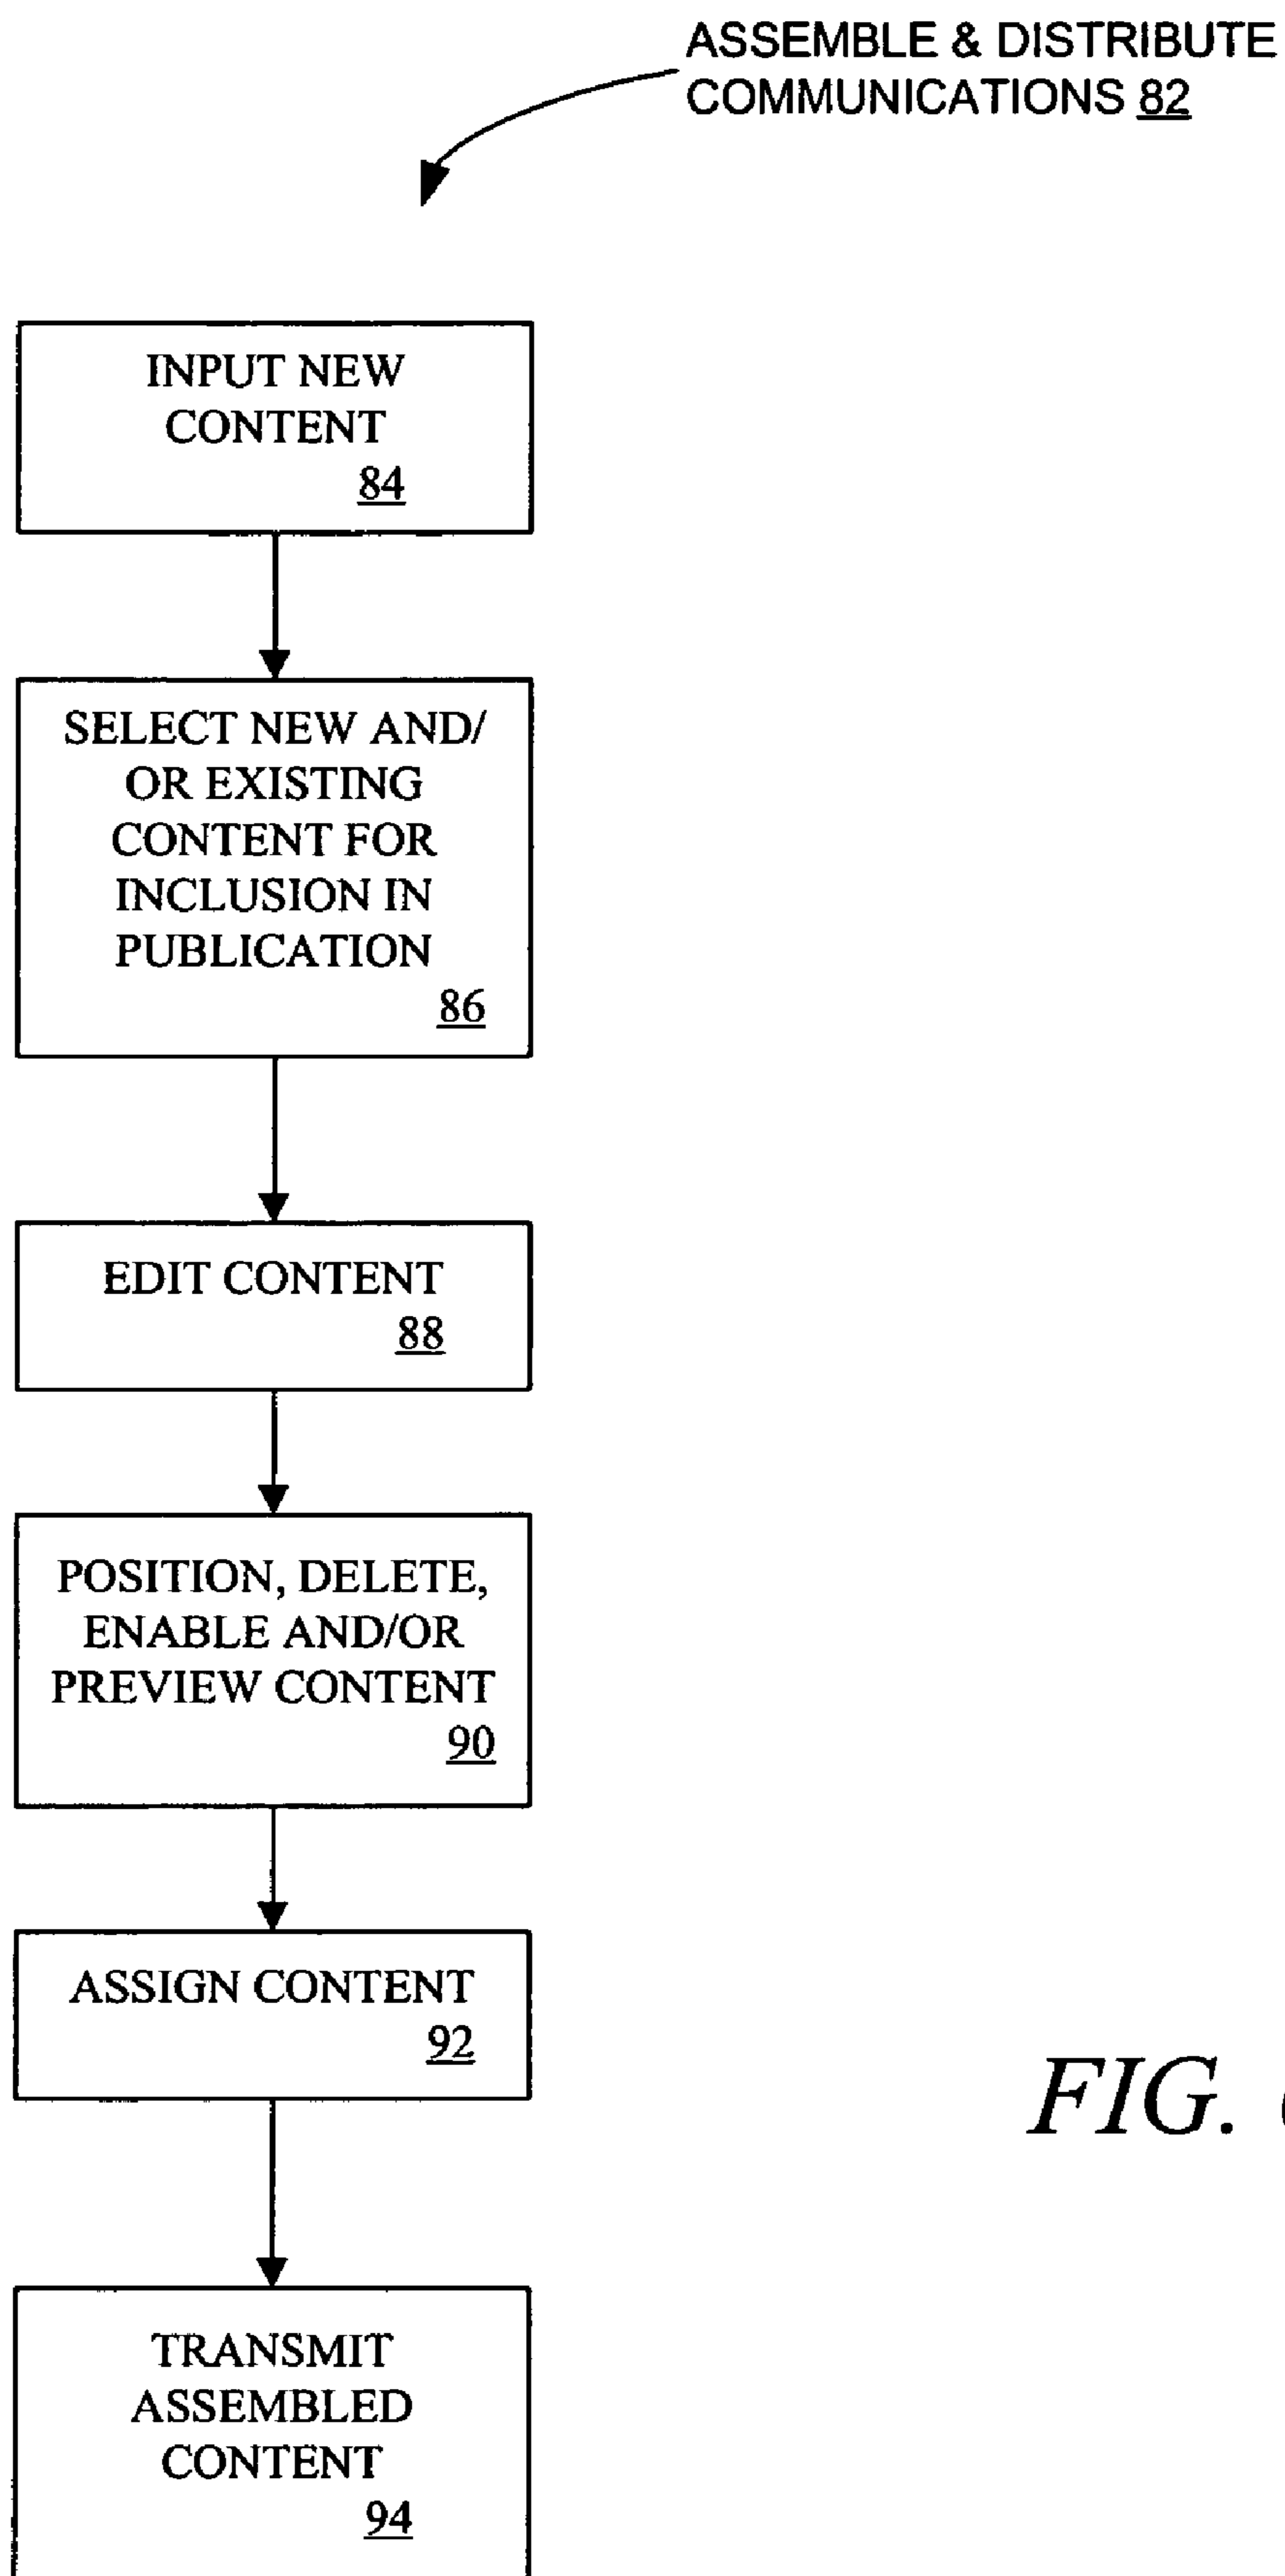 ASSEMBLE & DISTRIBUTE
COMMUNICATIONS 82
INPUT NEW
CONTENT
84
SELECT NEW AND/
OR EXISTING
CONTENT FOR
INCLUSION IN
PUBLICATION
86
EDIT CONTENT
88
POSITION, DELETE,
ENABLE AND/OR
PREVIEW CONTENT
90
ASSIGN CONTENT
92
FIG.
TRANSMIT
ASSEMBLED
CONTENT
94